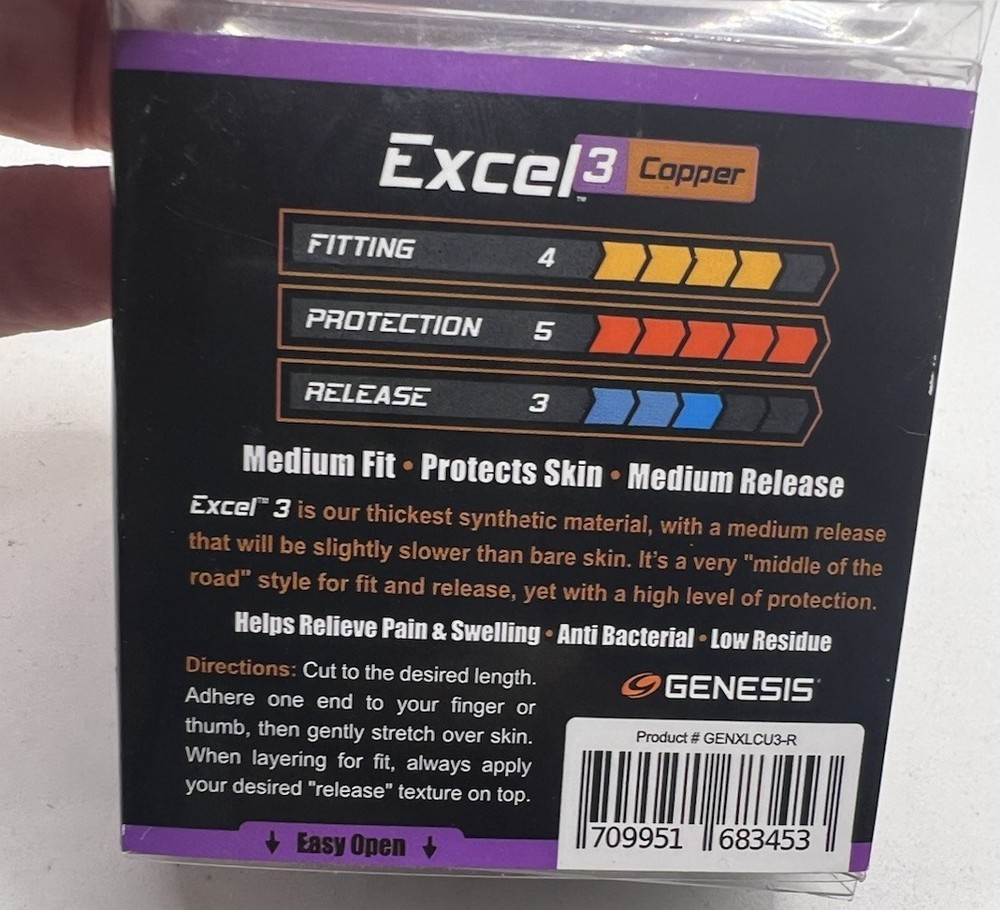 Excel™ 3 Copper
FITTING 4
PROTECTION 5
RELEASE 3
Medium Fit • Protects Skin • Medium Release
Excel™ 3 is our thickest synthetic material, with a medium release
that will be slightly slower than bare skin. It's a very "middle of the
road" style for fit and release, yet with a high level of protection.
Helps Relieve Pain & Swelling • Anti Bacterial • Low Residue
Directions: Cut to the desired length.
Adhere one end to your finger or
thumb, then gently stretch over skin.
When layering for fit, always apply
your desired "release" texture on top.
GENESIS
Product # GENXLCU3-R
709951 683453
↓ Easy Open ↓